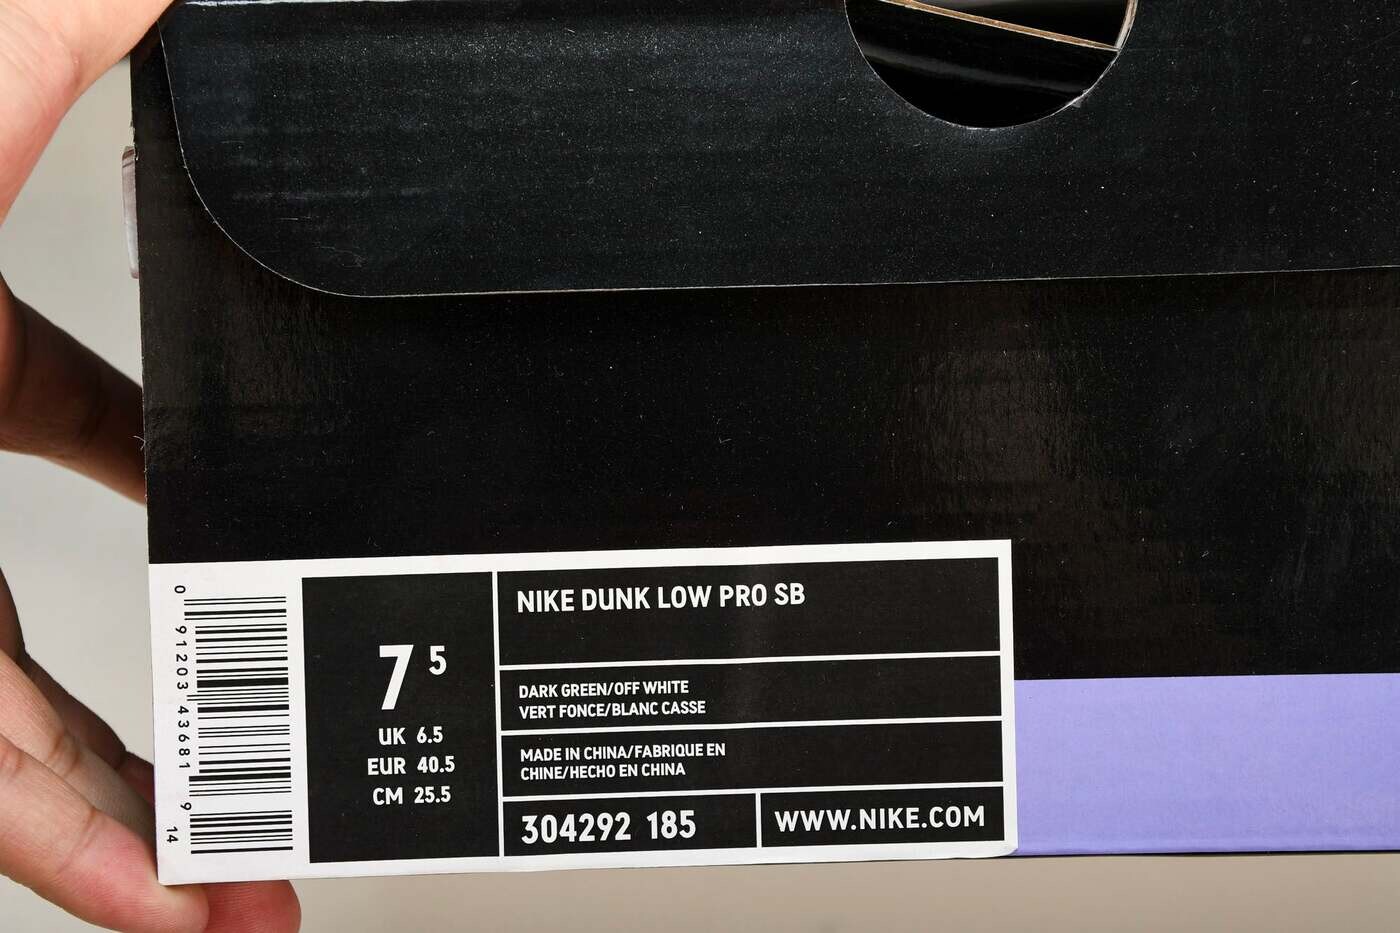 0 91203 43681 9
14
7 5
UK 6.5
EUR 40.5
CM 25.5
NIKE DUNK LOW PRO SB
DARK GREEN/OFF WHITE
VERT FONCE/BLANC CASSE
MADE IN CHINA/FABRIQUE EN
CHINE/HECHO EN CHINA
304292 185
WWW.NIKE.COM